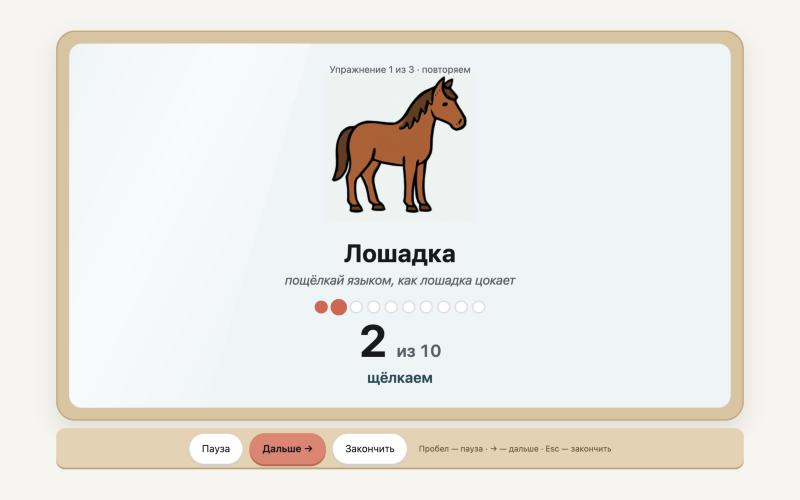 Упражнение 1 из 3 · повторяем
Лошадка
пощёлкай языком, как лошадка цокает
2 из 10
щёлкаем
Пауза
Дальше →
Закончить
Пробел — пауза · → — дальше · Esc — закончить